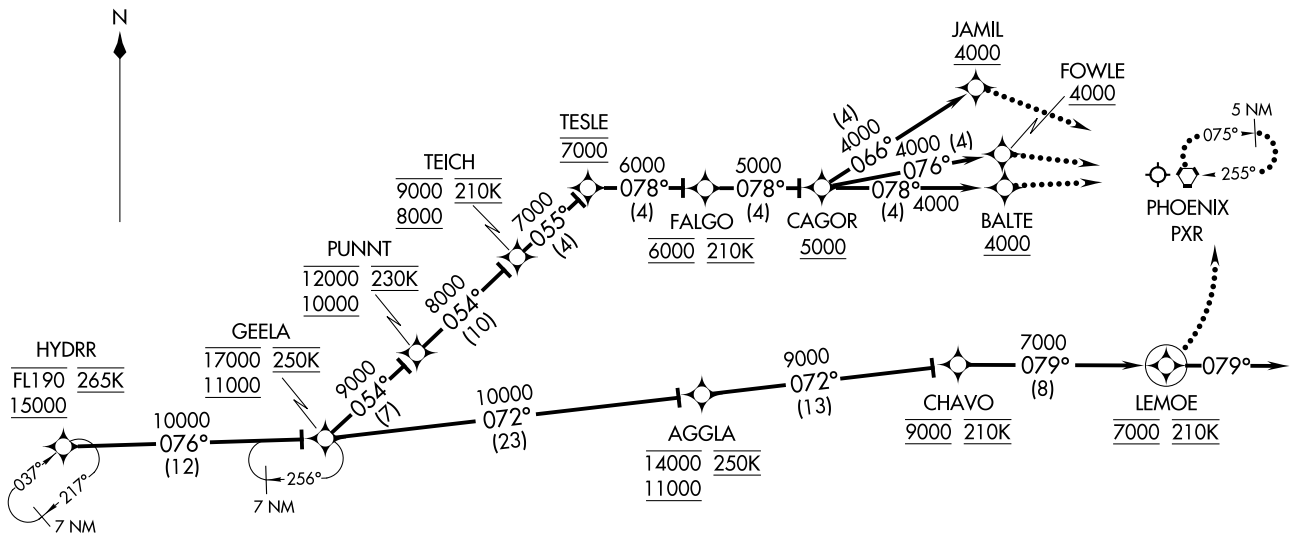 N
JAMIL
4000
FOWLE
4000
5 NM
075°
255°
PHOENIX
PXR
TESLE
7000
TEICH
9000 210K
8000
6000
078°
(4)
5000
078°
(4)
(4)
4000
066°
4000 (4)
076°
078°
4000
(4)
FALGO
6000 210K
CAGOR
5000
BALTE
4000
7000
055°
(4)
PUNNT
12000 230K
10000
8000
054°
(10)
GEELA
17000 250K
11000
9000
054°
(7)
HYDRR
FL190 265K
15000
10000
076°
(12)
037°
217°
7 NM
256°
7 NM
10000
072°
(23)
AGGLA
14000 250K
11000
9000
072°
(13)
CHAVO
9000 210K
7000
079°
(8)
LEMOE
7000 210K
079°